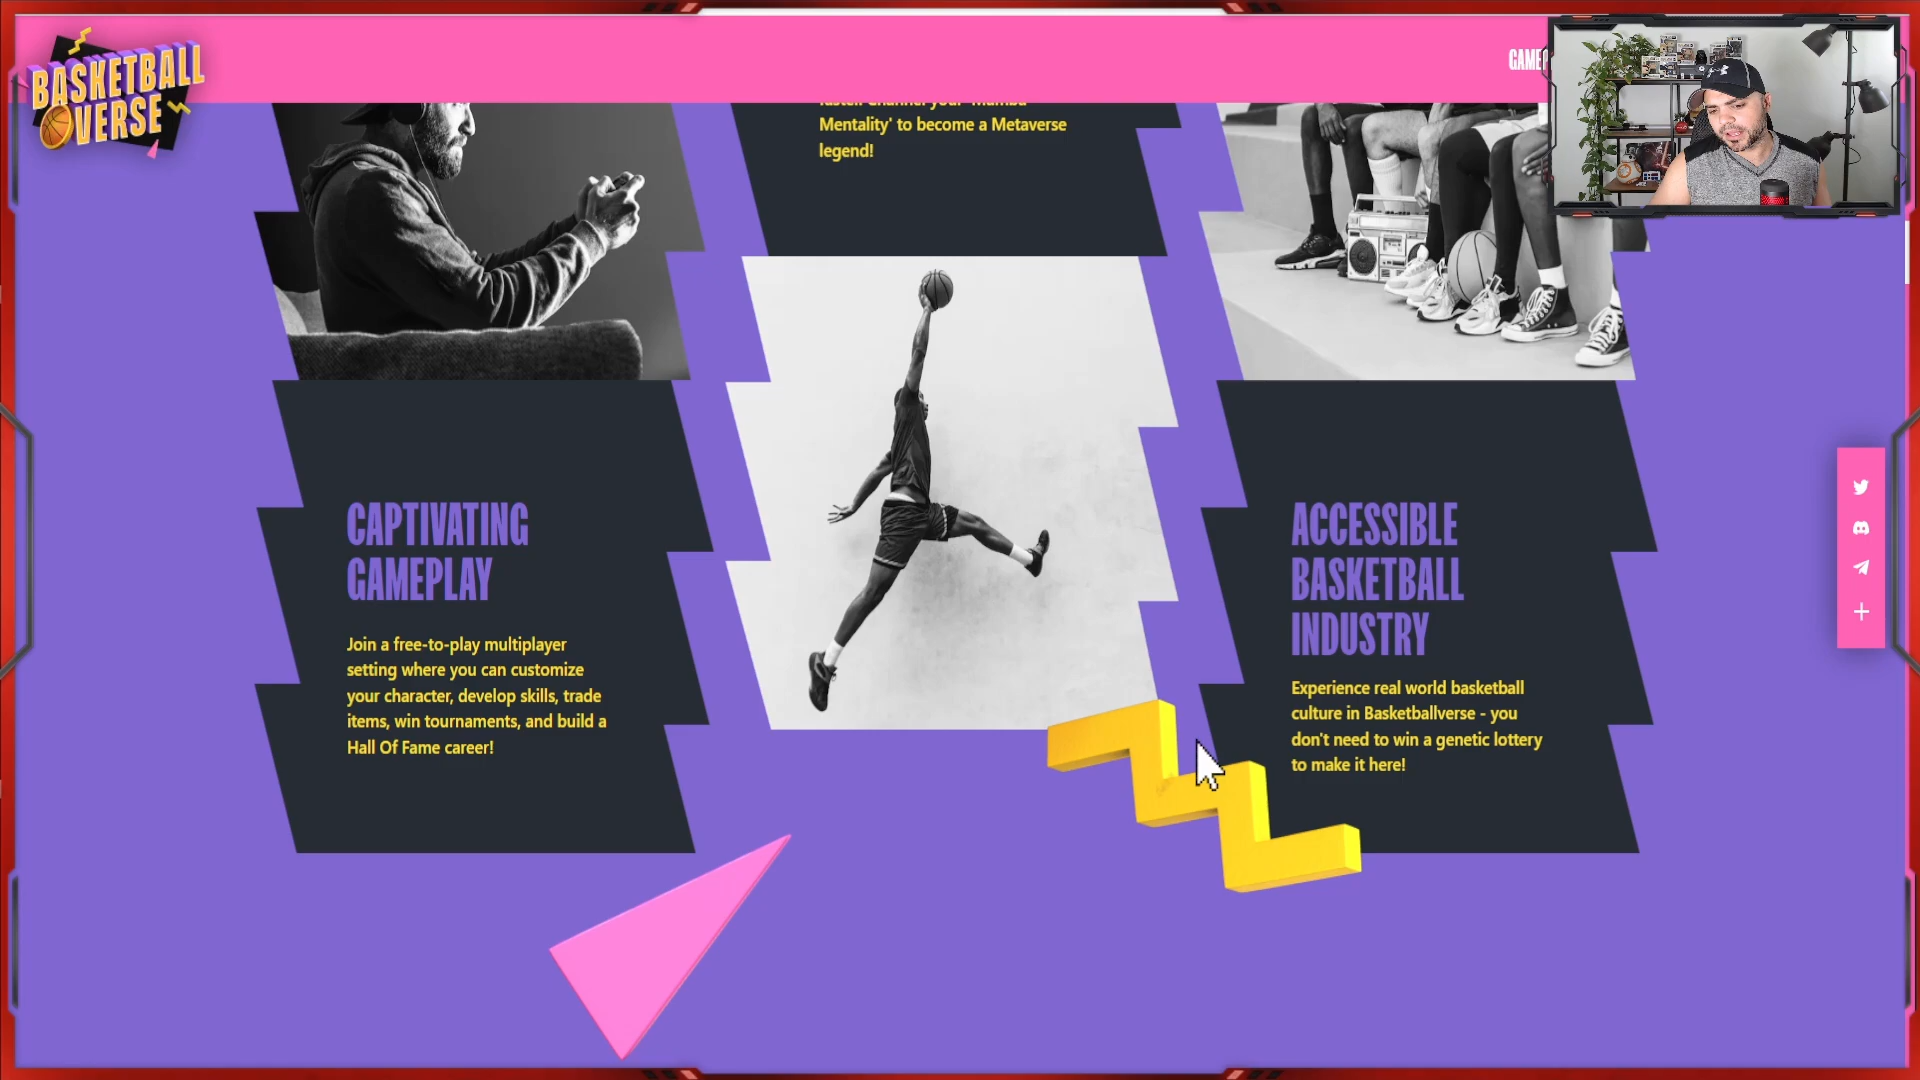 BASKETBALL
VERSE
Mentality' to become a Metaverse
legend!
CAPTIVATING
GAMEPLAY
Join a free-to-play multiplayer
setting where you can customize
your character, develop skills, trade
items, win tournaments, and build a
Hall Of Fame career!
ACCESSIBLE
BASKETBALL
INDUSTRY
Experience real world basketball
culture in Basketballverse - you
don't need to win a genetic lottery
to make it here!